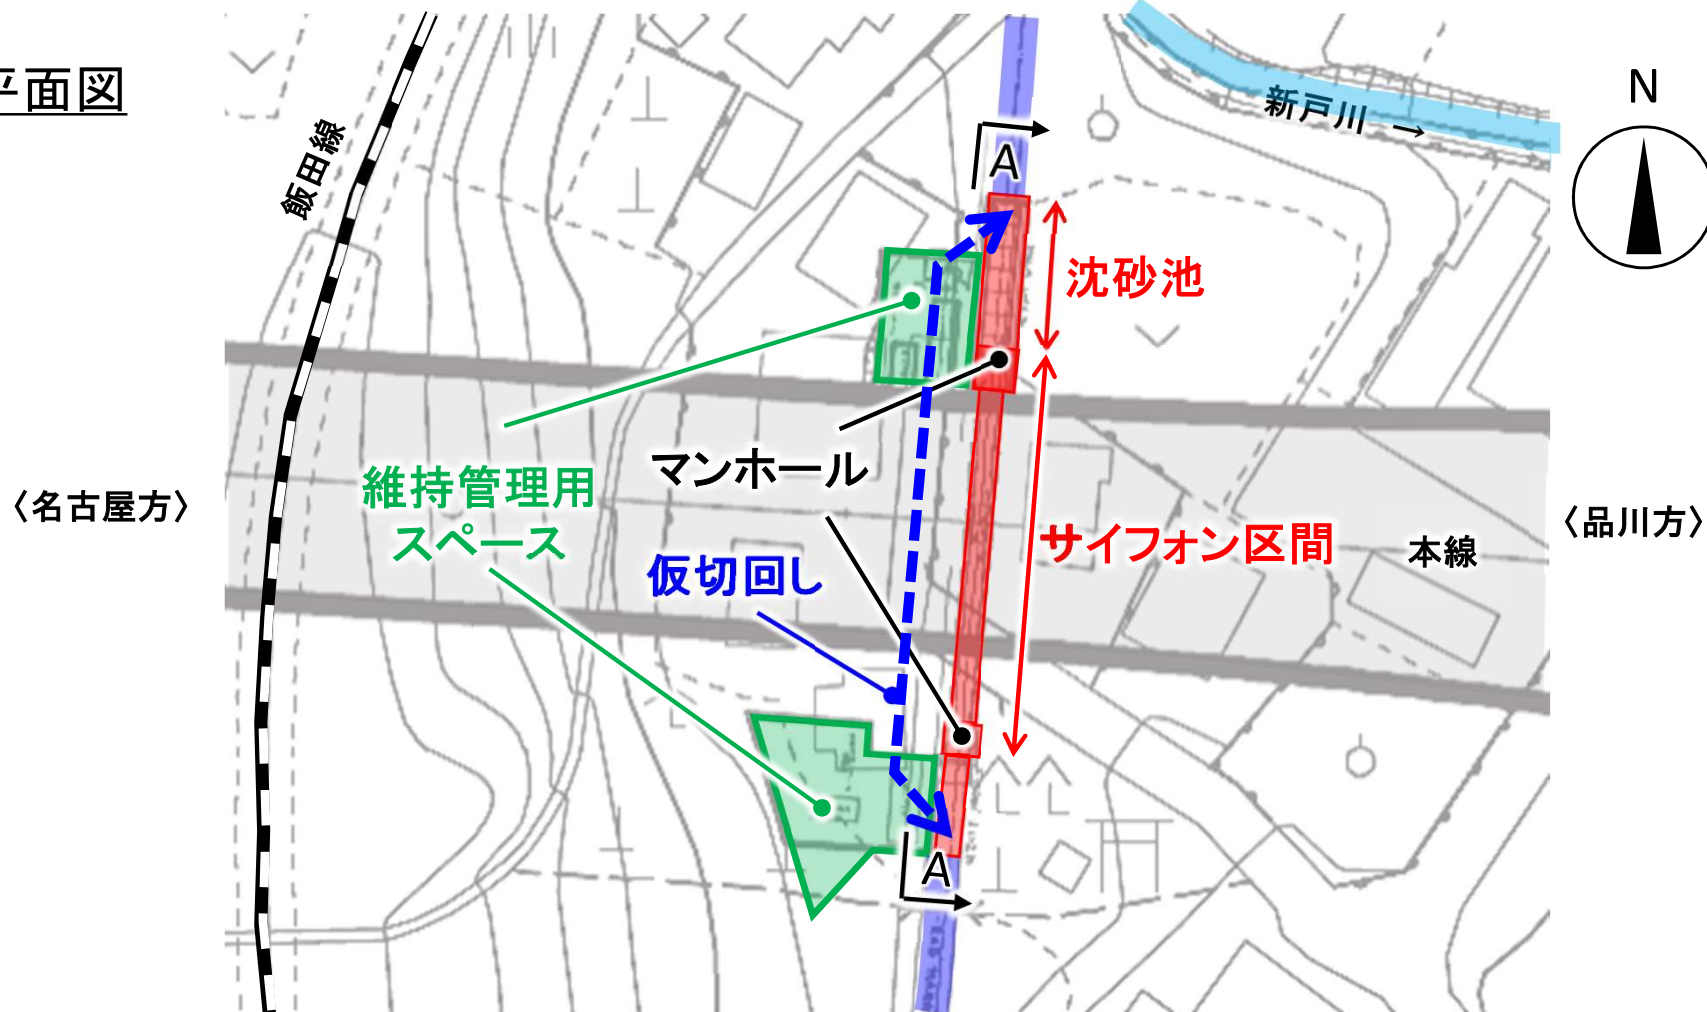 平面図
飯田線
新戸川 →
N
A
沈砂池
マンホール
維持管理用
スペース
〈名古屋方〉
〈品川方〉
サイフォン区間
本線
仮切回し
A